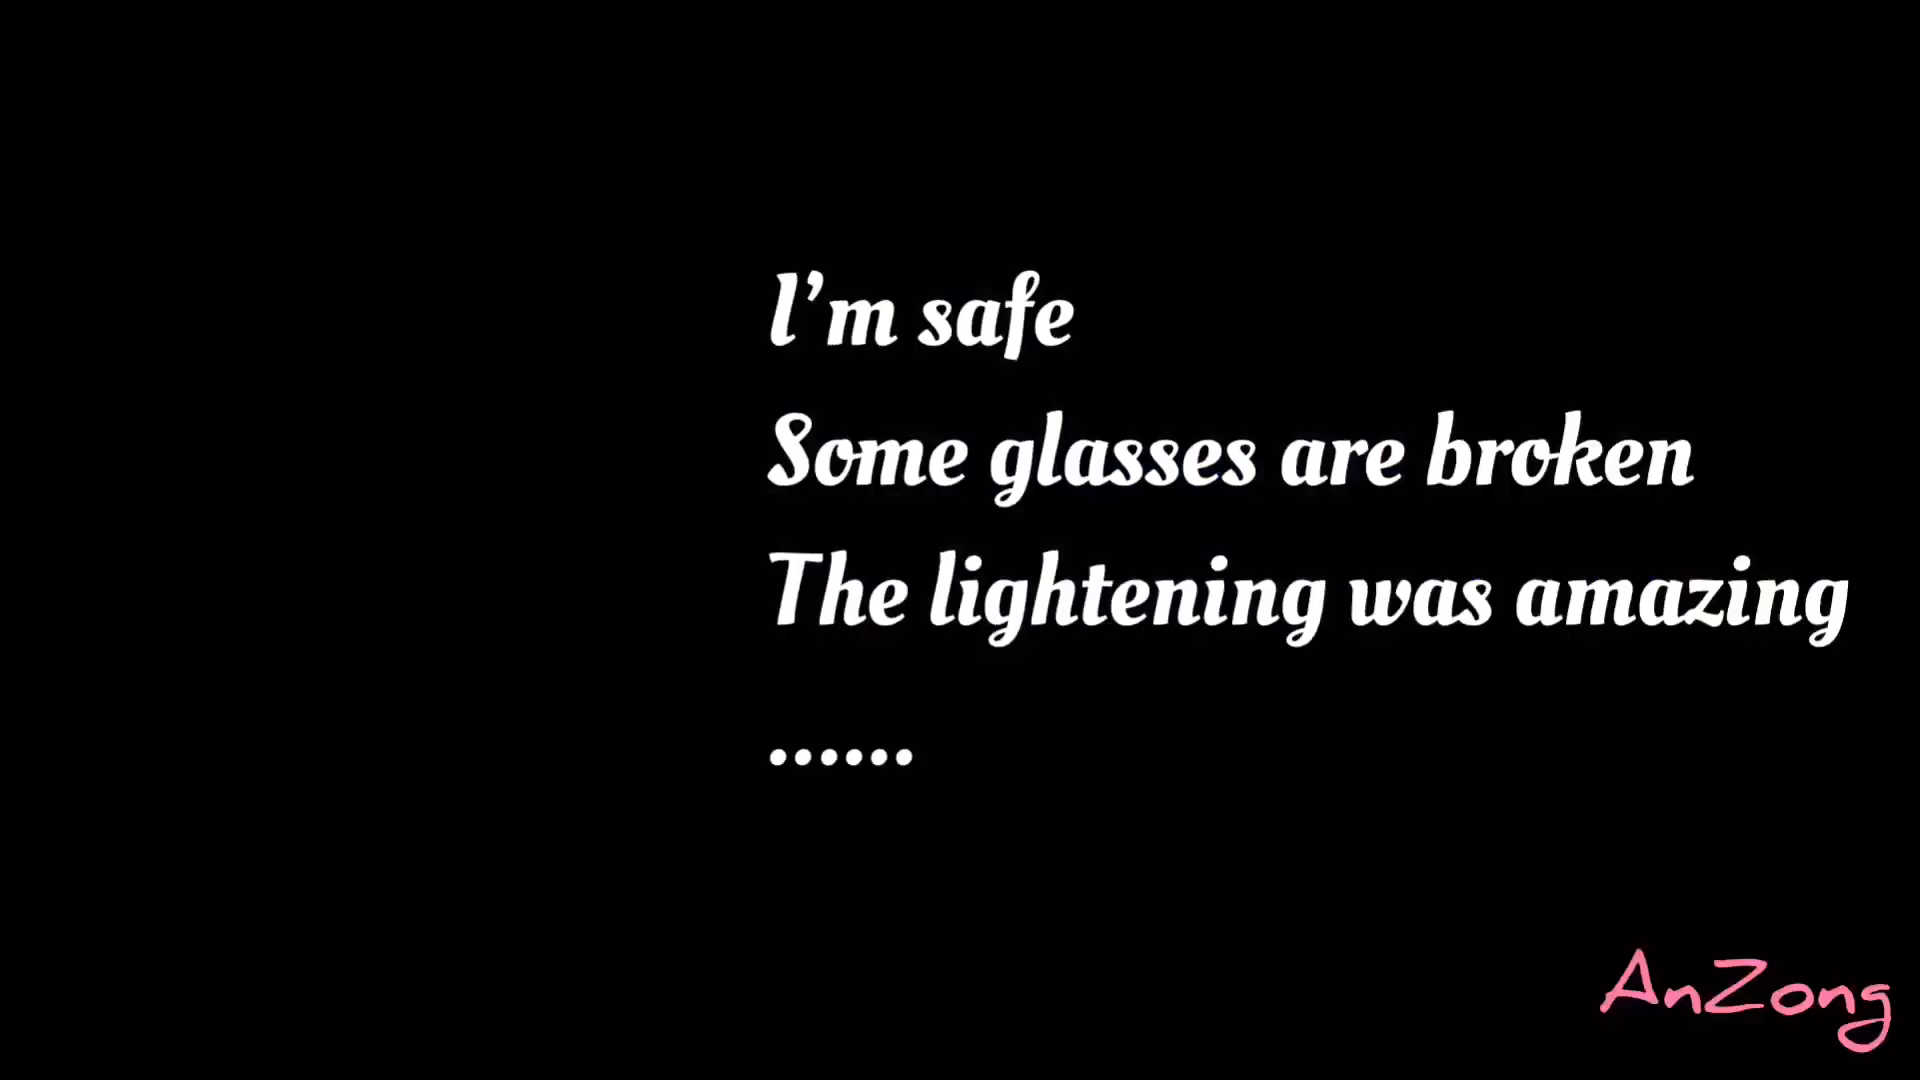 I’m safe
Some glasses are broken
The lightening was amazing
......
AnZong